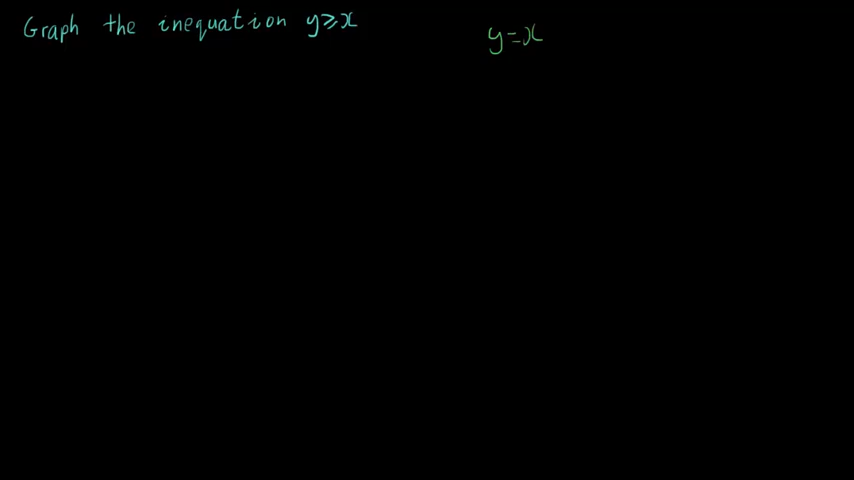 Graph the inequation y⩾x
y=x